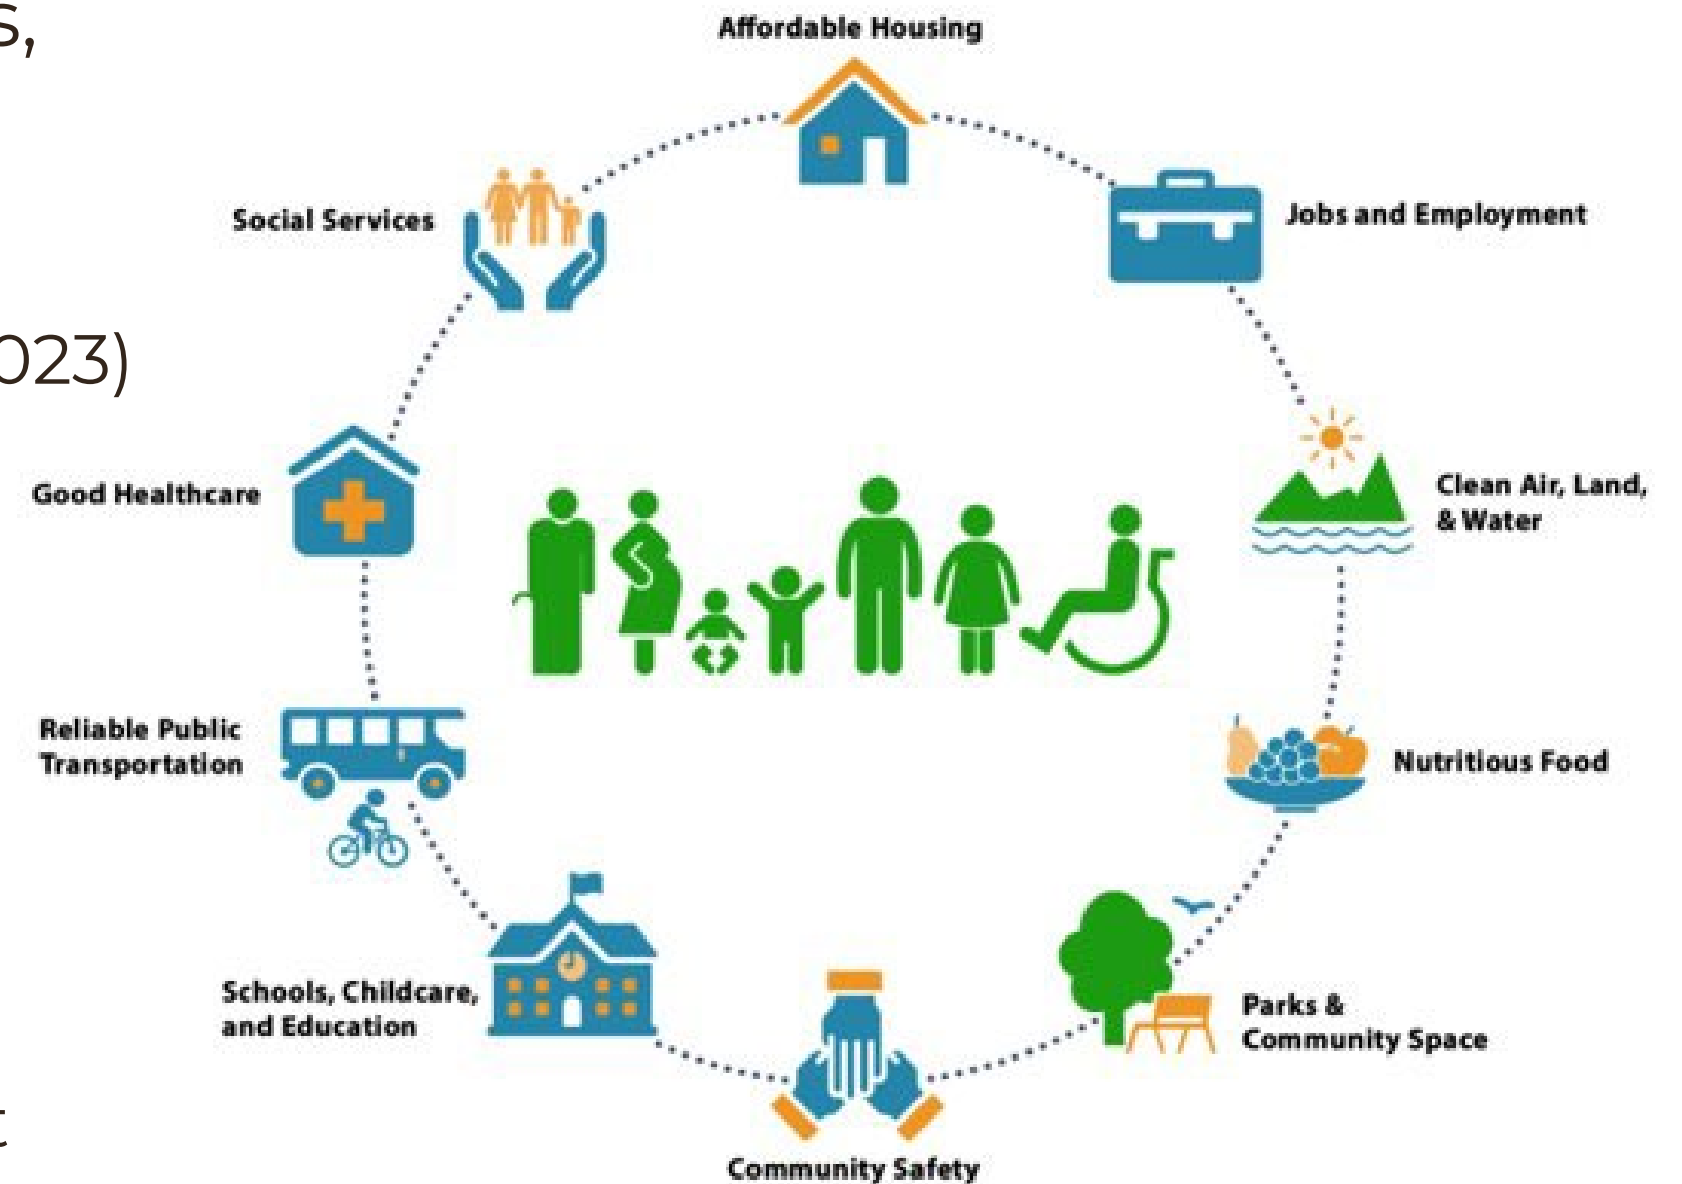 s,
023)
t
Affordable Housing
Social Services
Jobs and Employment
Good Healthcare
Clean Air, Land,
& Water
Reliable Public
Transportation
Nutritious Food
Schools, Childcare,
and Education
Parks &
Community Space
Community Safety